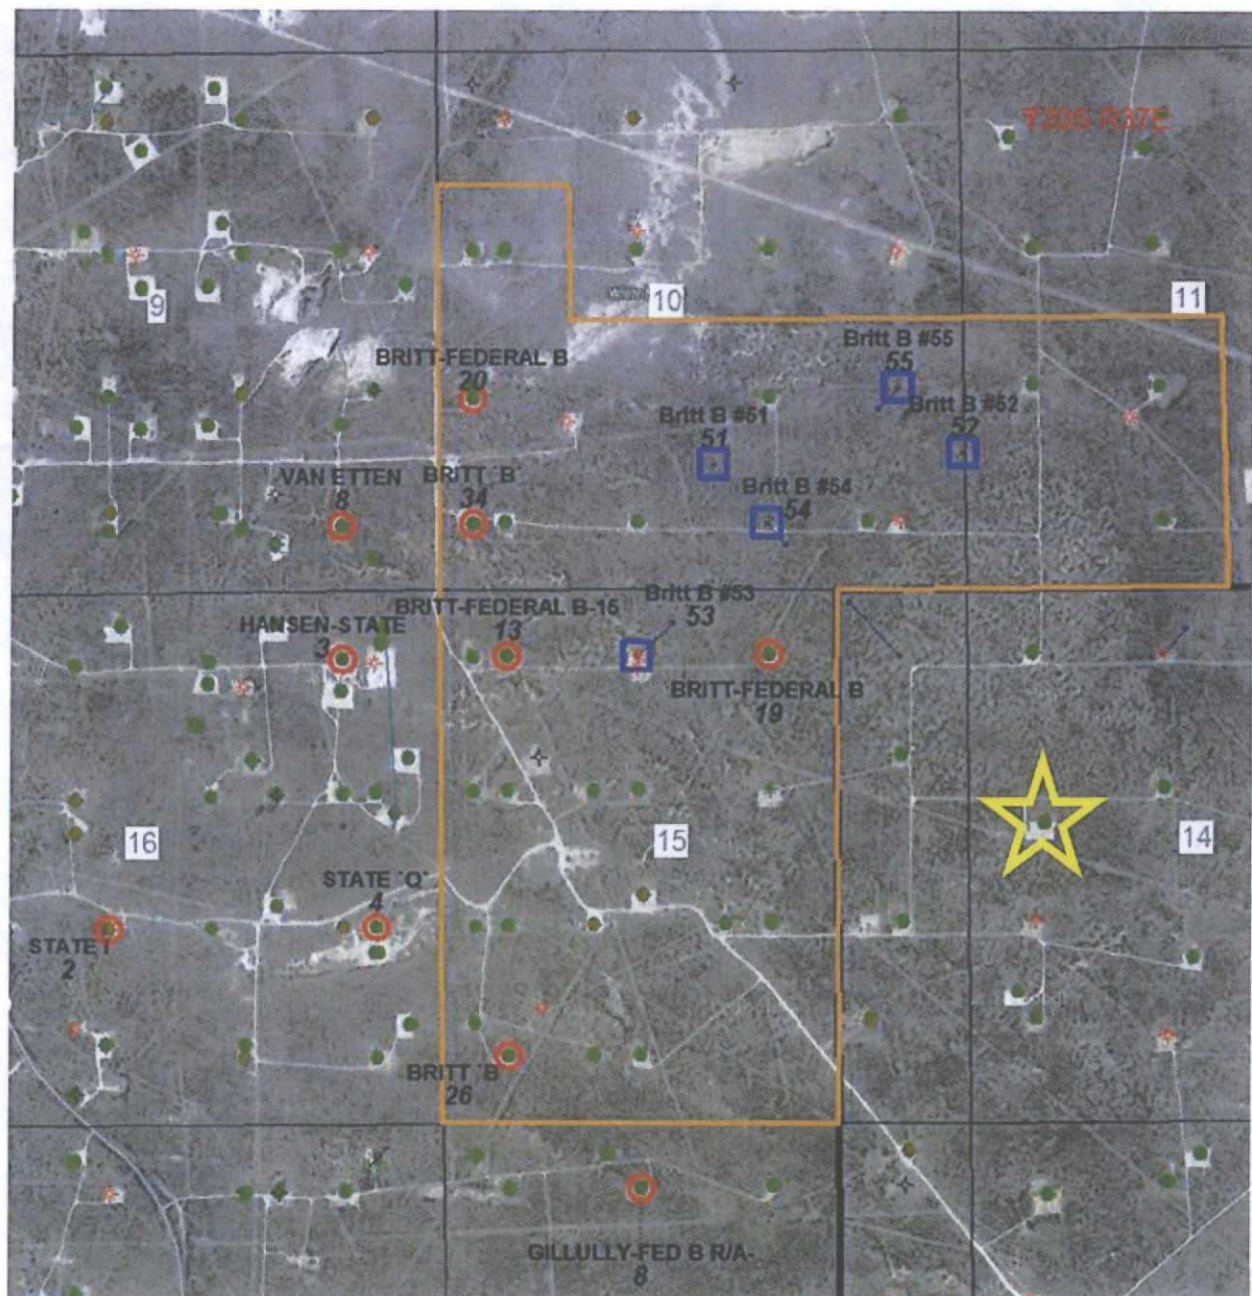 T20S R37E
9
10
11
BRITT-FEDERAL B
20
Britt B #55
55
Britt B #51
51
Britt B #52
52
VAN ETTEN
8
BRITT "B"
34
Britt B #54
54
HANSEN-STATE
3
BRITT-FEDERAL B-15
13
Britt B #53
53
BRITT-FEDERAL B
19
16
15
14
STATE "Q"
4
STATE I
2
BRITT "B"
26
GILLULLY-FED B R/A-
8